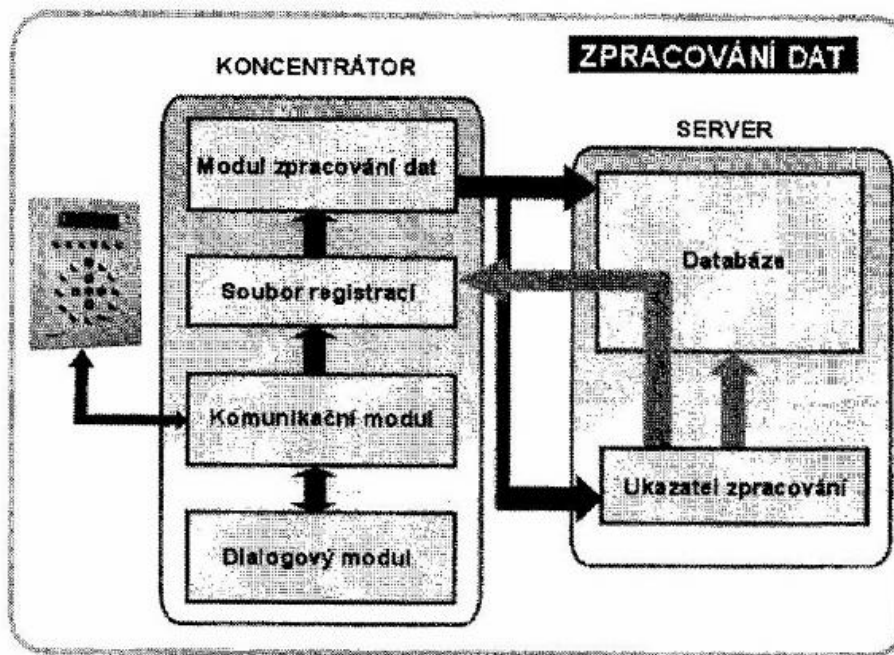 ZPRACOVÁNÍ DAT
KONCENTRÁTOR
Modul zpracování dat
Soubor registrací
Komunikační modul
Dialogový modul
SERVER
Databáze
Ukazatel zpracování